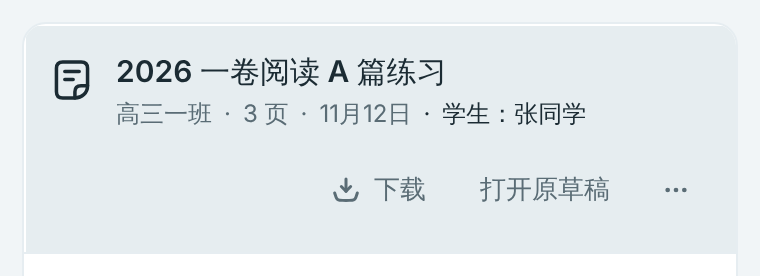 2026 一卷阅读 A 篇练习
高三一班 · 3 页 · 11月12日 · 学生：张同学
下载 打开原草稿 ···